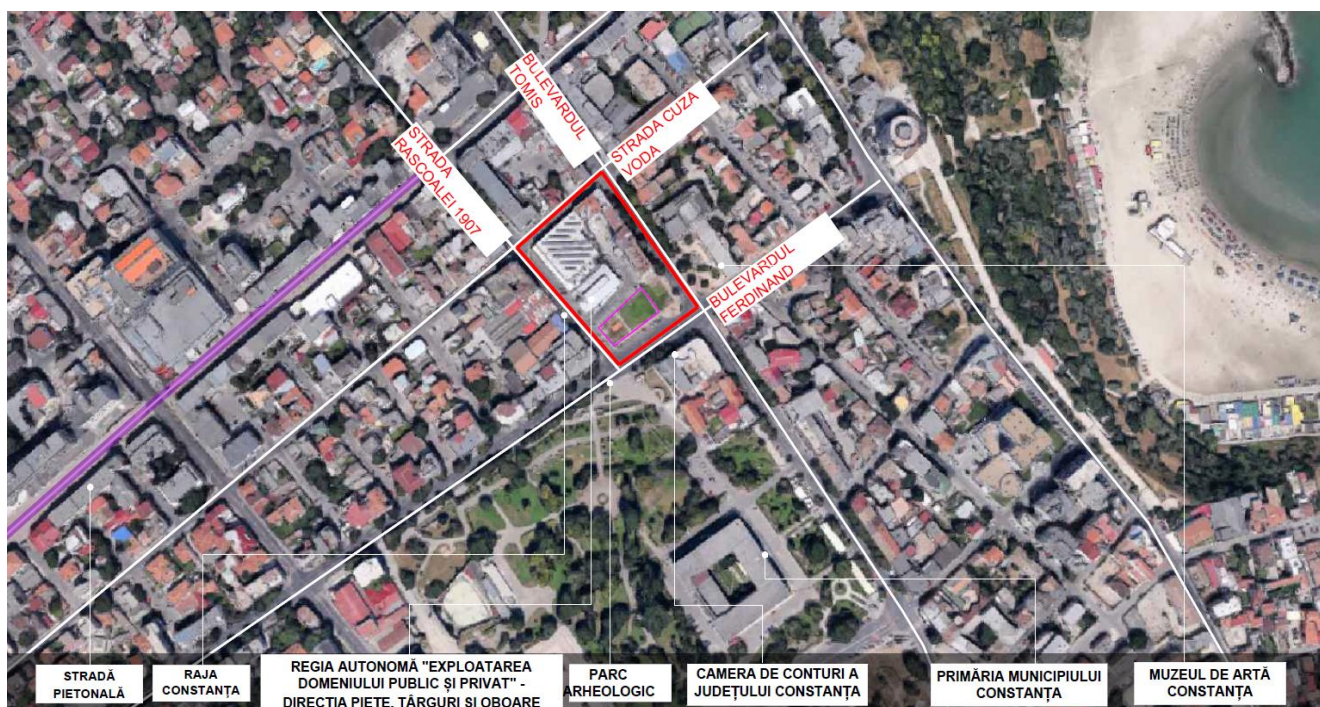 BULEVARDUL
TOMIS
STRADA CUZA
VODA
STRADA
RASCOALEI 1907
BULEVARDUL
FERDINAND
STRADĂ
PIETONALĂ
RAJA
CONSTANȚA
REGIA AUTONOMĂ "EXPLOATAREA
DOMENIULUI PUBLIC ȘI PRIVAT" -
DIRECȚIA PIEȚE, TÂRGURI ȘI OBOARE
PARC
ARHEOLOGIC
CAMERA DE CONTURI A
JUDEȚULUI CONSTANȚA
PRIMĂRIA MUNICIPIULUI
CONSTANȚA
MUZEUL DE ARTĂ
CONSTANȚA